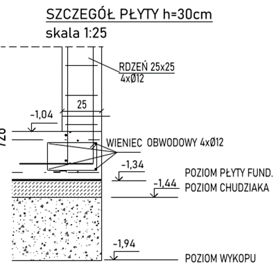 SZCZEGÓŁ PŁYTY h=30cm
skala 1:25
RDZEŃ 25x25
4xØ12
25
-1,04
WIENIEC OBWODOWY 4xØ12
-1,34
POZIOM PŁYTY FUND.
-1,44
POZIOM CHUDZIAKA
-1,94
POZIOM WYKOPU